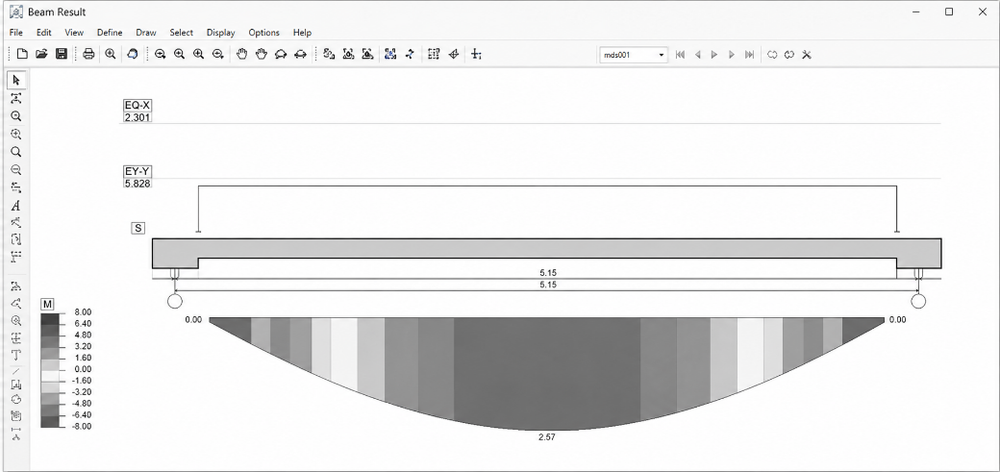 Beam Result
File Edit View Define Draw Select Display Options Help
mds001
EQ-X
2.301
EY-Y
5.828
S
5.15
5.15
M
0.00
0.00
8.00
6.40
4.80
3.20
1.60
0.00
-1.60
-3.20
-4.80
-6.40
-8.00
2.57